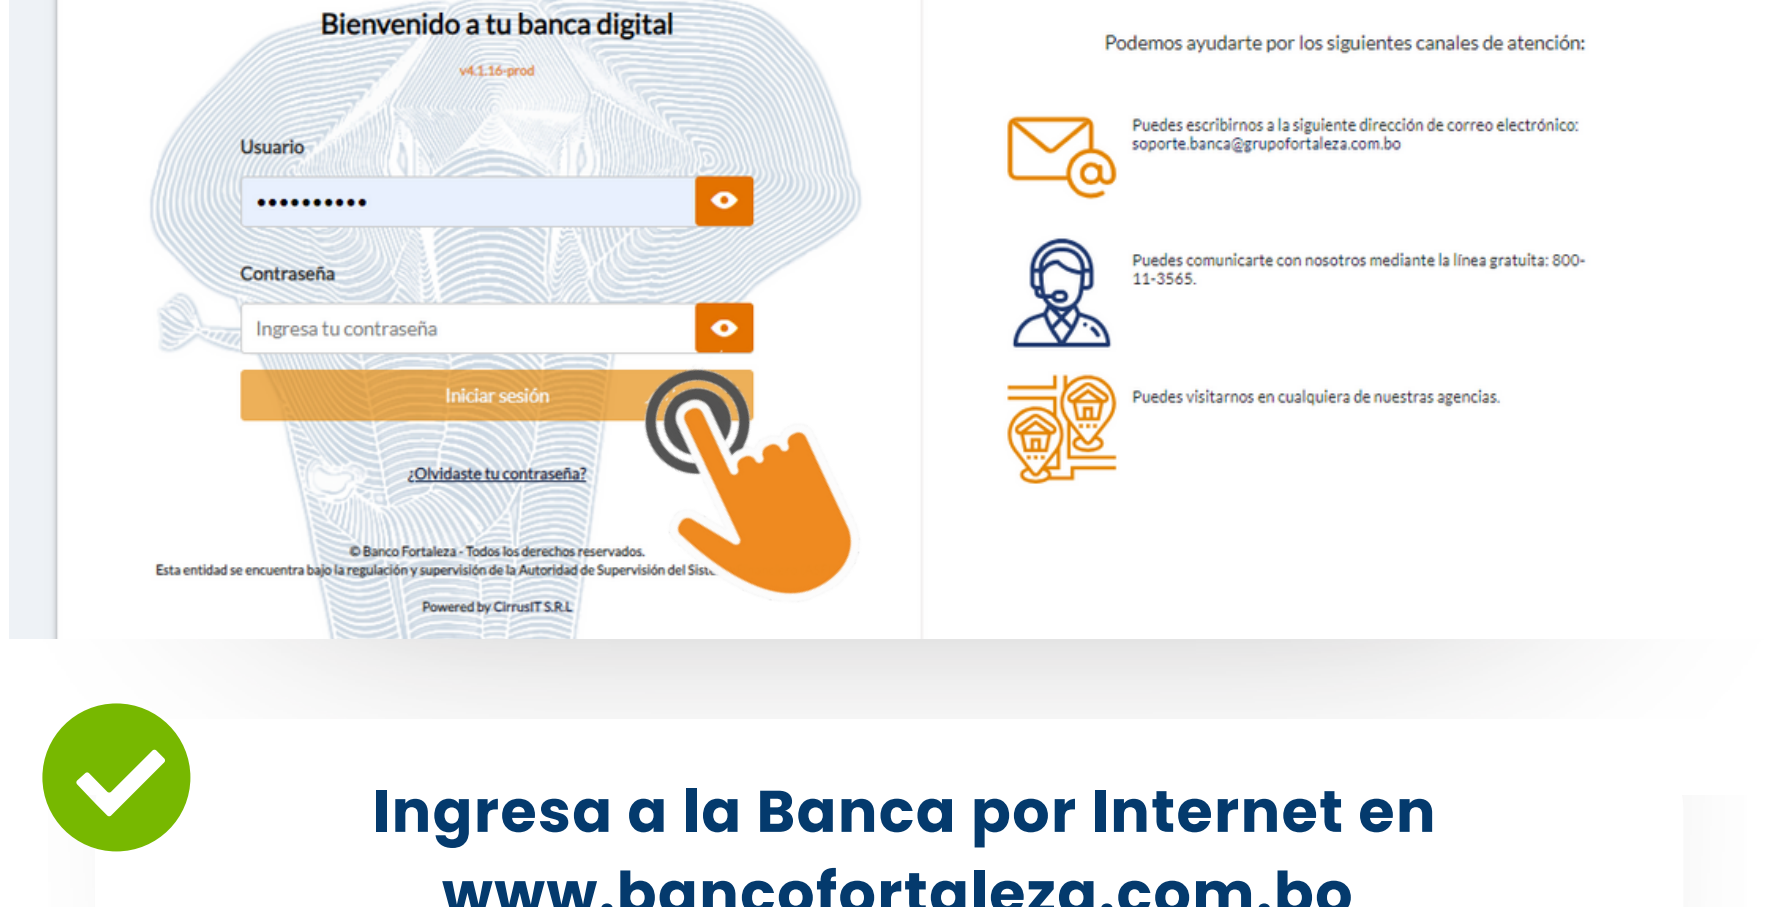 Bienvenido a tu banca digital
v4.1.16-prod
Usuario
••••••••••
Contraseña
Ingresa tu contraseña
Iniciar sesión
¿Olvidaste tu contraseña?
© Banco Fortaleza - Todos los derechos reservados.
Esta entidad se encuentra bajo la regulación y supervisión de la Autoridad de Supervisión del
Powered by CirrusIT S.R.L
Podemos ayudarte por los siguientes canales de atención:
Puedes escribirnos a la siguiente dirección de correo electrónico:
soporte.banca@grupofortaleza.com.bo
Puedes comunicarte con nosotros mediante la línea gratuita: 800-
11-3565.
Puedes visitarnos en cualquiera de nuestras agencias.
Ingresa a la Banca por Internet en
www.bancofortaleza.com.bo